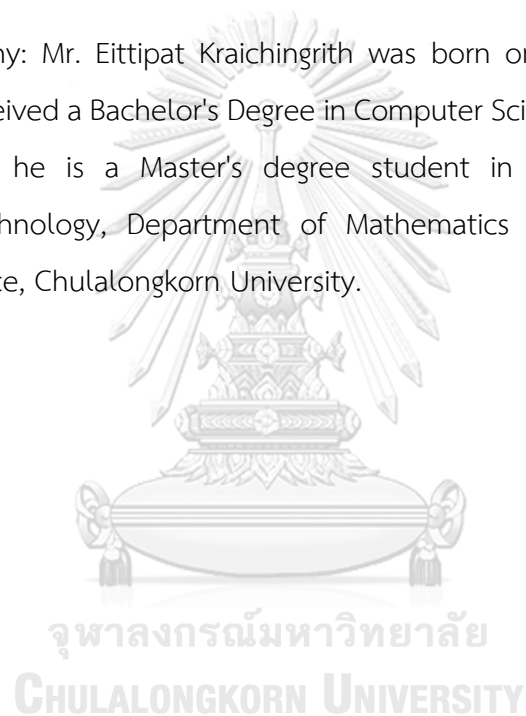 ny: Mr. Eittipat Kraichingrith was born or
eived a Bachelor's Degree in Computer Sci
he is a Master's degree student in
hnology, Department of Mathematics
ce, Chulalongkorn University.
จุฬาลงกรณ์มหาวิทยาลัย
CHULALONGKORN UNIVERSITY